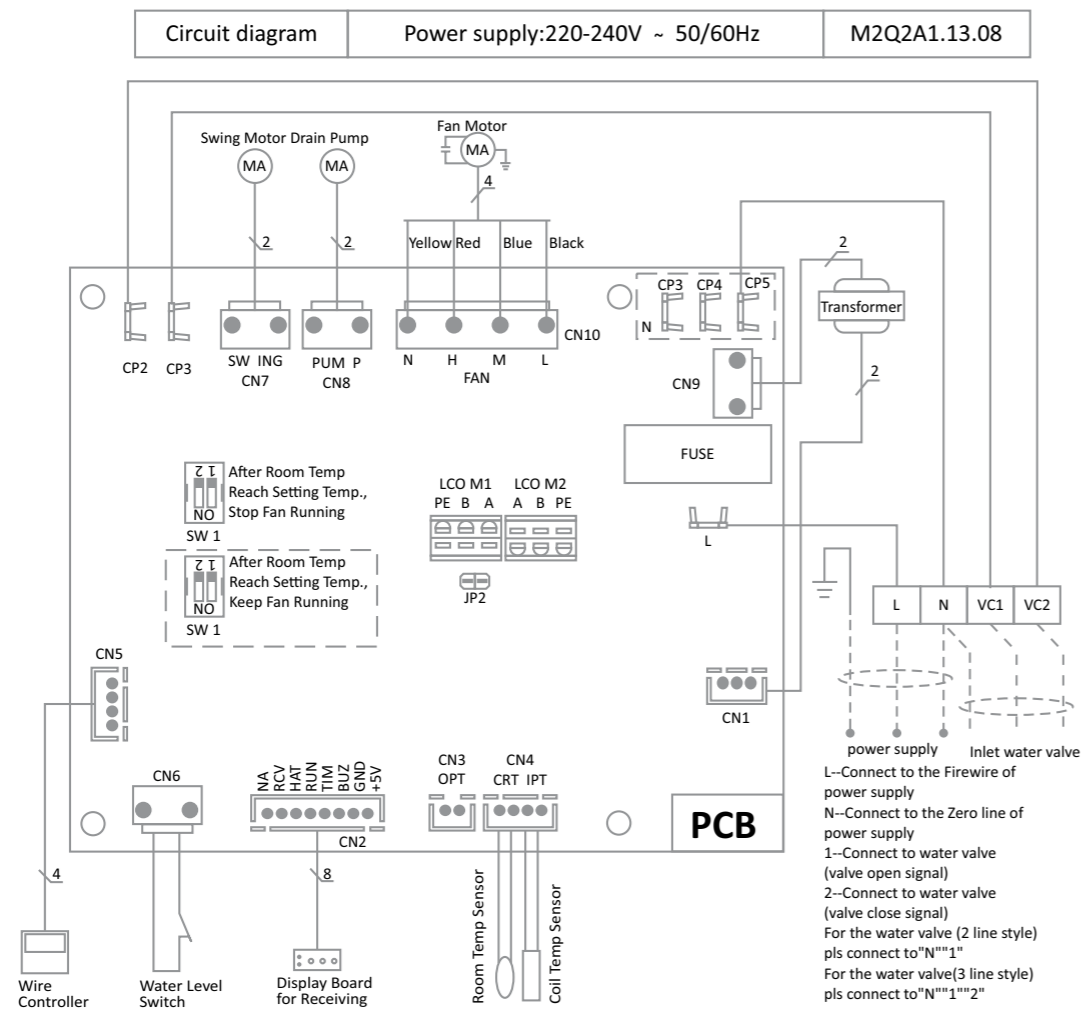 Circuit diagram
Power supply:220-240V ~ 50/60Hz
M2Q2A1.13.08
Swing Motor
Drain Pump
Fan Motor
MA
MA
MA
4
2
2
2
Yellow
Red
Blue
Black
CP3
CP4
CP5
Transformer
N
CP2
CP3
SW ING
CN7
PUM P
CN8
N
H
M
L
FAN
CN10
CN9
2
FUSE
2 1
ON
SW 1
After Room Temp
Reach Setting Temp.,
Stop Fan Running
LCO M1
LCO M2
PE B A
A B PE
L
2 1
ON
SW 1
After Room Temp
Reach Setting Temp.,
Keep Fan Running
JP2
L
N
VC1
VC2
CN5
CN1
CN6
NA
RCV
HAT
RUN
TIM
BUZ
GND
+5V
CN2
CN3
OPT
CN4
CRT IPT
PCB
power supply
Inlet water valve
L--Connect to the Firewire of
power supply
N--Connect to the Zero line of
power supply
1--Connect to water valve
(valve open signal)
2--Connect to water valve
(valve close signal)
For the water valve (2 line style)
pls connect to"N""1"
For the water valve(3 line style)
pls connect to"N""1""2"
4
8
Wire
Controller
Water Level
Switch
Display Board
for Receiving
Room Temp Sensor
Coil Temp Sensor